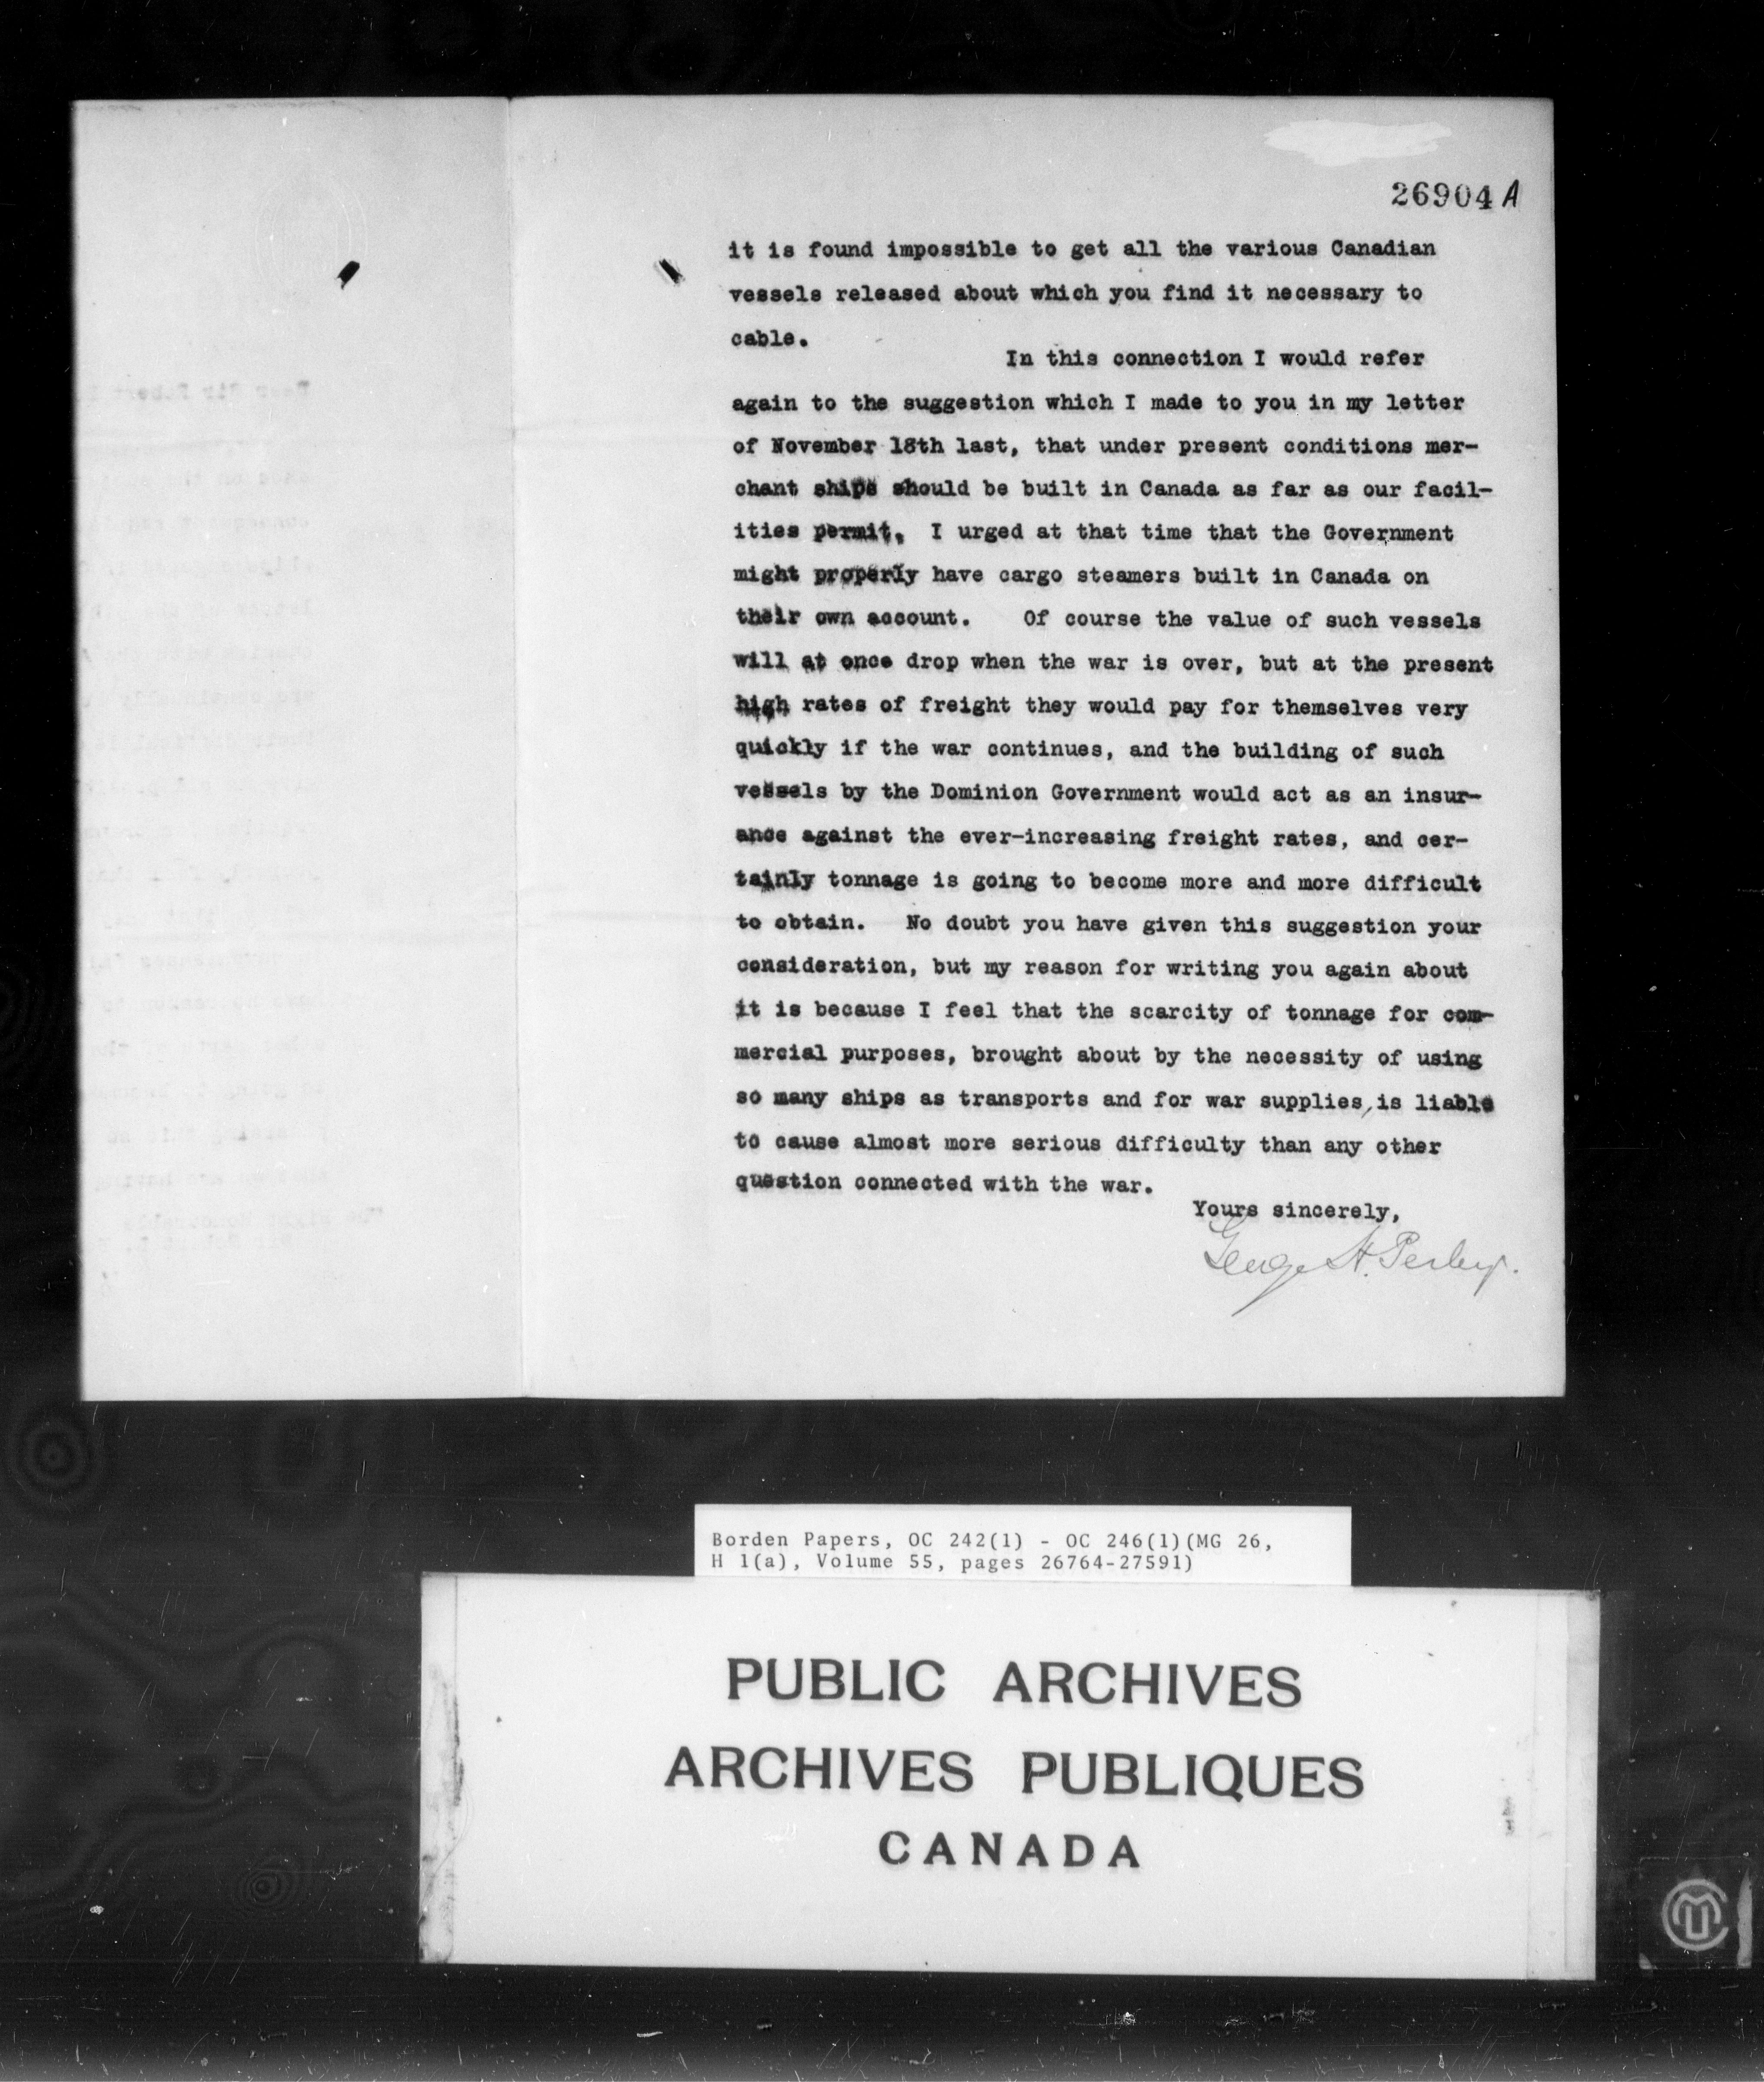 26904 A
it is found impossible to get all the various Canadian
vessels released about which you find it necessary to
cable.
In this connection I would refer
again to the suggestion which I made to you in my letter
of November 18th last, that under present conditions mer-
chant ships should be built in Canada as far as our facil-
ities permit. I urged at that time that the Government
might properly have cargo steamers built in Canada on
their own account. Of course the value of such vessels
will at once drop when the war is over, but at the present
high rates of freight they would pay for themselves very
quickly if the war continues, and the building of such
vessels by the Dominion Government would act as an insur-
ance against the ever-increasing freight rates, and cer-
tainly tonnage is going to become more and more difficult
to obtain. No doubt you have given this suggestion your
consideration, but my reason for writing you again about
it is because I feel that the scarcity of tonnage for com-
mercial purposes, brought about by the necessity of using
so many ships as transports and for war supplies, is liable
to cause almost more serious difficulty than any other
question connected with the war.
Yours sincerely,
George H. Perley.
Borden Papers, OC 242(1) - OC 246(1)(MG 26,
H 1(a), Volume 55, pages 26764-27591)
PUBLIC ARCHIVES
ARCHIVES PUBLIQUES
CANADA